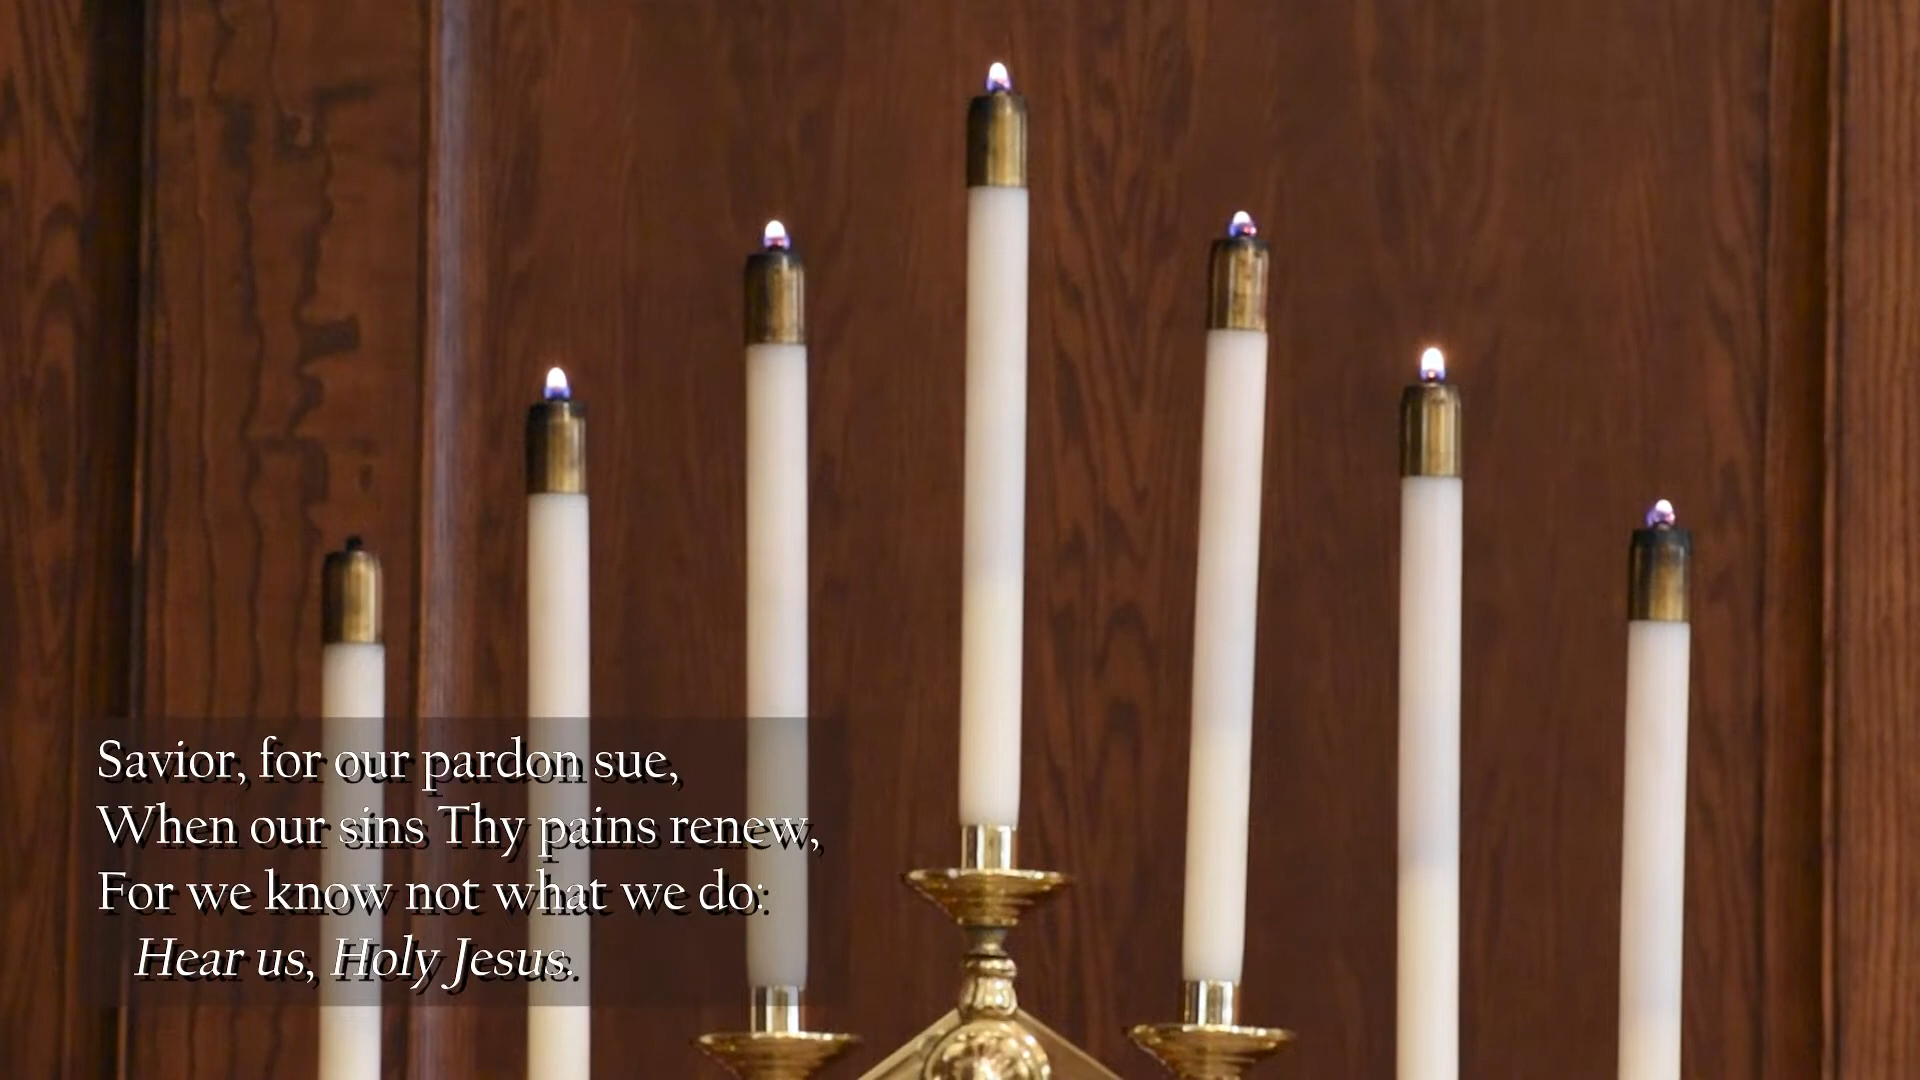 Savior, for our pardon sue,
When our sins Thy pains renew,
For we know not what we do:
Hear us, Holy Jesus.